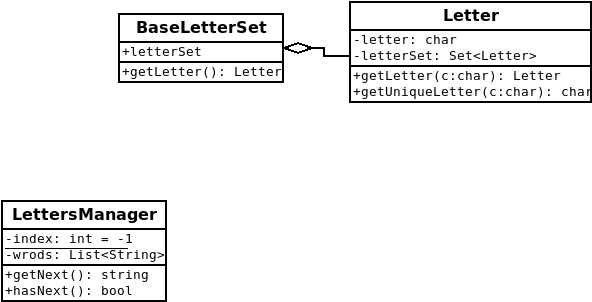 BaseLetterSet
+letterSet
+getLetter(): Letter
Letter
-letter: char
-letterSet: Set<Letter>
+getLetter(c:char): Letter
+getUniqueLetter(c:char): char
LettersManager
-index: int = -1
-wrods: List<String>
+getNext(): string
+hasNext(): bool